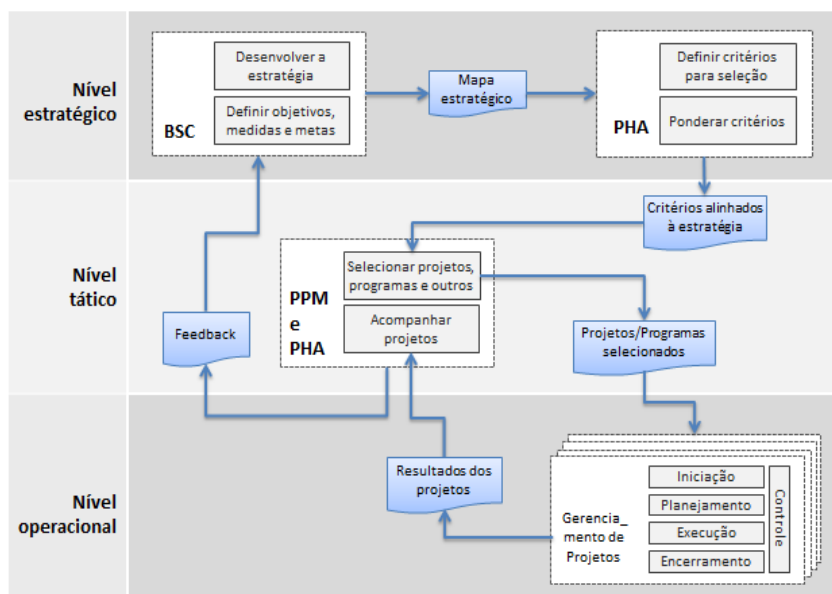 Nível
estratégico
BSC
Desenvolver a
estratégia
Definir objetivos,
medidas e metas
Mapa
estratégico
PHA
Definir critérios
para seleção
Ponderar critérios
Critérios alinhados
à estratégia
Nível
tático
Feedback
PPM
e
PHA
Selecionar projetos,
programas e outros
Acompanhar
projetos
Projetos/Programas
selecionados
Nível
operacional
Resultados dos
projetos
Gerencia_
mento de
Projetos
Iniciação
Planejamento
Execução
Encerramento
Controle